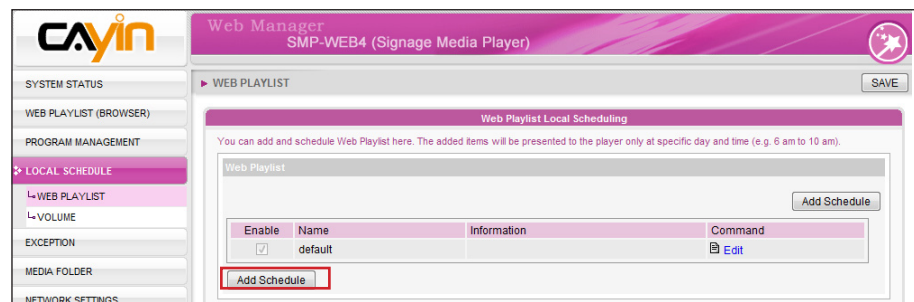 CAYIN
Web Manager
SMP-WEB4 (Signage Media Player)
SYSTEM STATUS
WEB PLAYLIST (BROWSER)
PROGRAM MANAGEMENT
LOCAL SCHEDULE
WEB PLAYLIST
VOLUME
EXCEPTION
MEDIA FOLDER
NETWORK SETTINGS
WEB PLAYLIST
SAVE
Web Playlist Local Scheduling
You can add and schedule Web Playlist here. The added items will be presented to the player only at specific day and time (e.g. 6 am to 10 am).
Web Playlist
Add Schedule
Enable Name Information Command
default Edit
Add Schedule